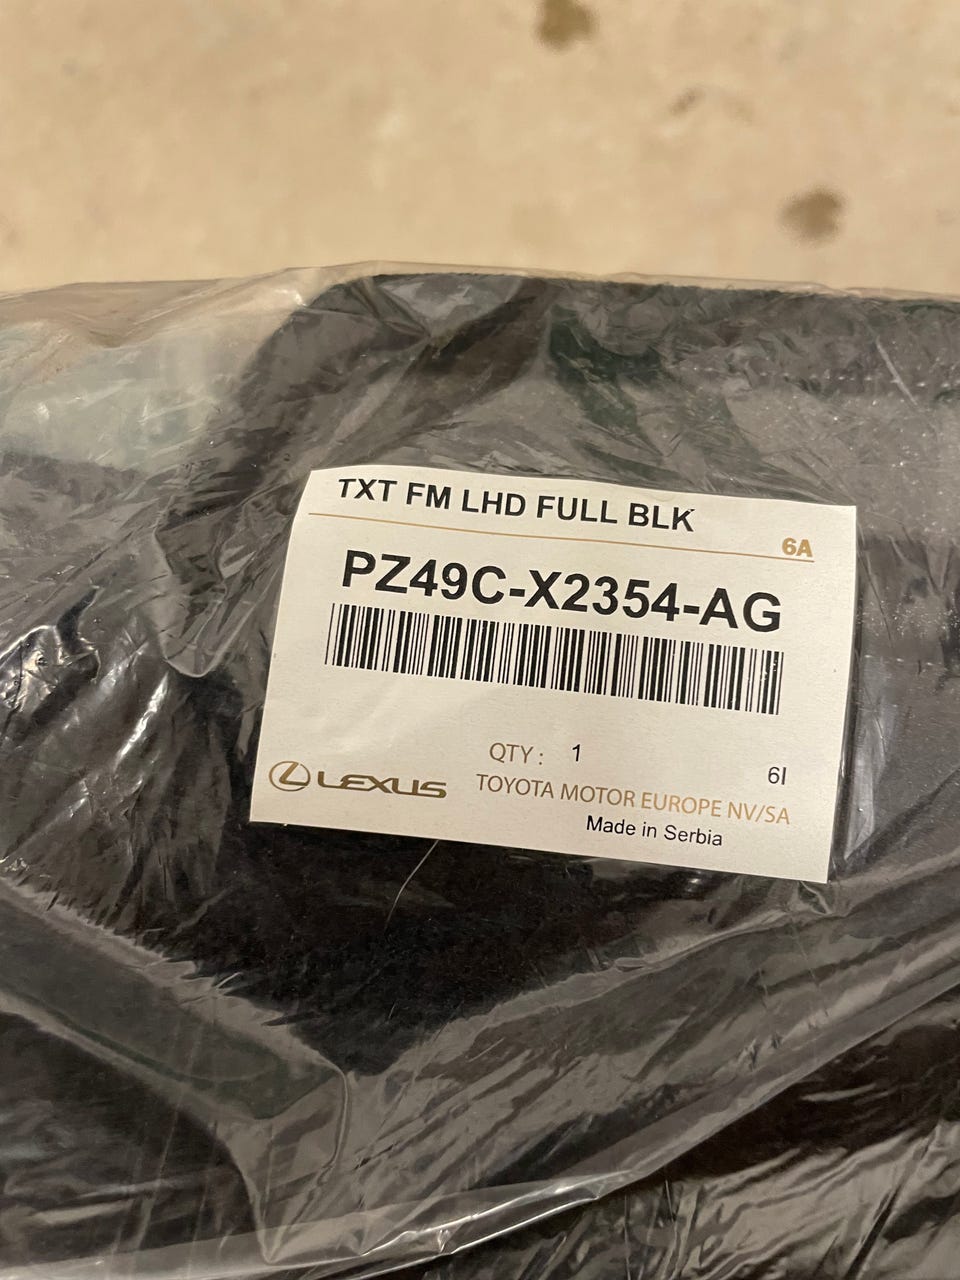 TXT FM LHD FULL BLK
6A
PZ49C-X2354-AG
QTY : 1
6I
LEXUS
TOYOTA MOTOR EUROPE NV/SA
Made in Serbia